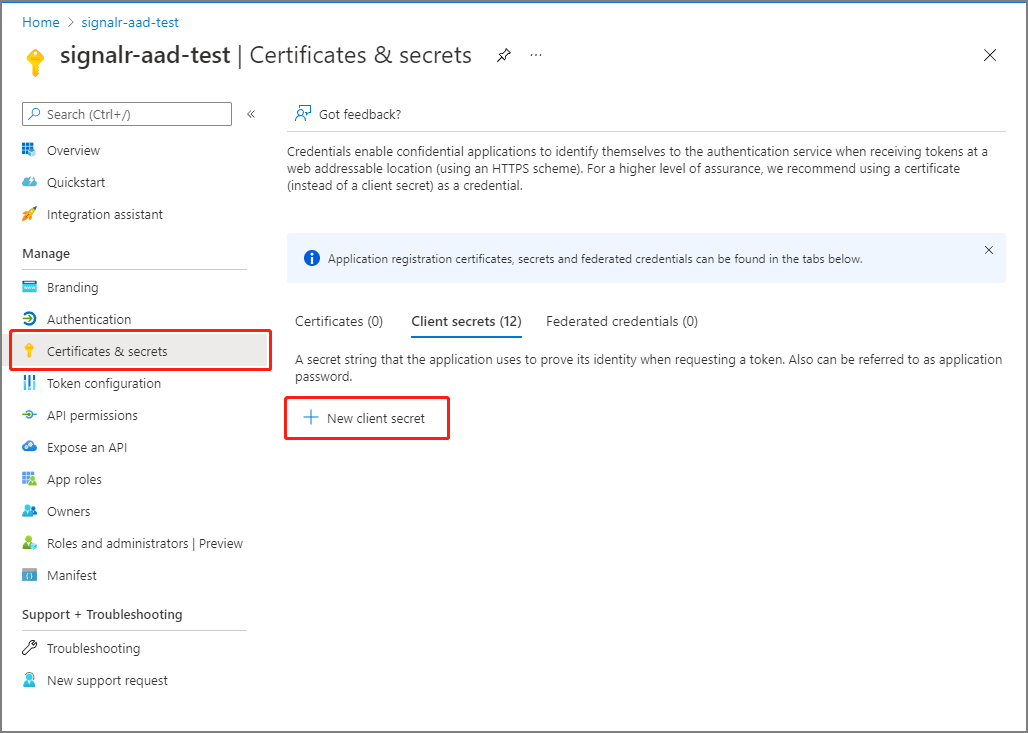 Home > signalr-aad-test
signalr-aad-test | Certificates & secrets
Search (Ctrl+/)
«
Overview
Quickstart
Integration assistant
Manage
Branding
Authentication
Certificates & secrets
Token configuration
API permissions
Expose an API
App roles
Owners
Roles and administrators | Preview
Manifest
Support + Troubleshooting
Troubleshooting
New support request
Got feedback?
Credentials enable confidential applications to identify themselves to the authentication service when receiving tokens at a
web addressable location (using an HTTPS scheme). For a higher level of assurance, we recommend using a certificate
(instead of a client secret) as a credential.
Application registration certificates, secrets and federated credentials can be found in the tabs below.
Certificates (0) Client secrets (12) Federated credentials (0)
A secret string that the application uses to prove its identity when requesting a token. Also can be referred to as application
password.
New client secret